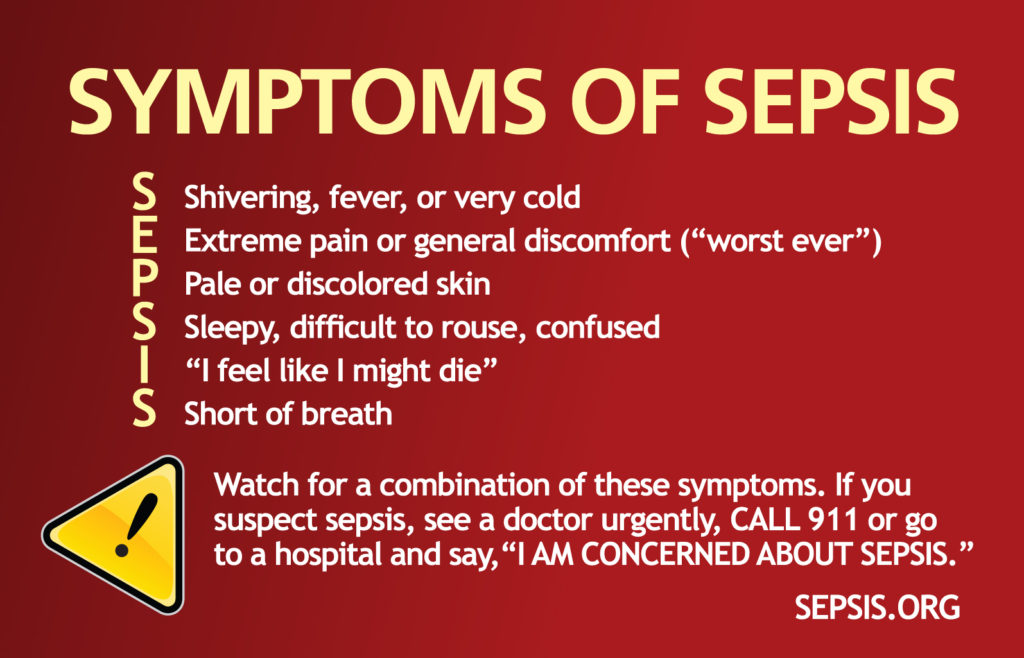 SYMPTOMS OF SEPSIS
S Shivering, fever, or very cold
E Extreme pain or general discomfort (“worst ever”)
P Pale or discolored skin
S Sleepy, difficult to rouse, confused
I “I feel like I might die”
S Short of breath
!
Watch for a combination of these symptoms. If you
suspect sepsis, see a doctor urgently, CALL 911 or go
to a hospital and say, “I AM CONCERNED ABOUT SEPSIS.”
SEPSIS.ORG